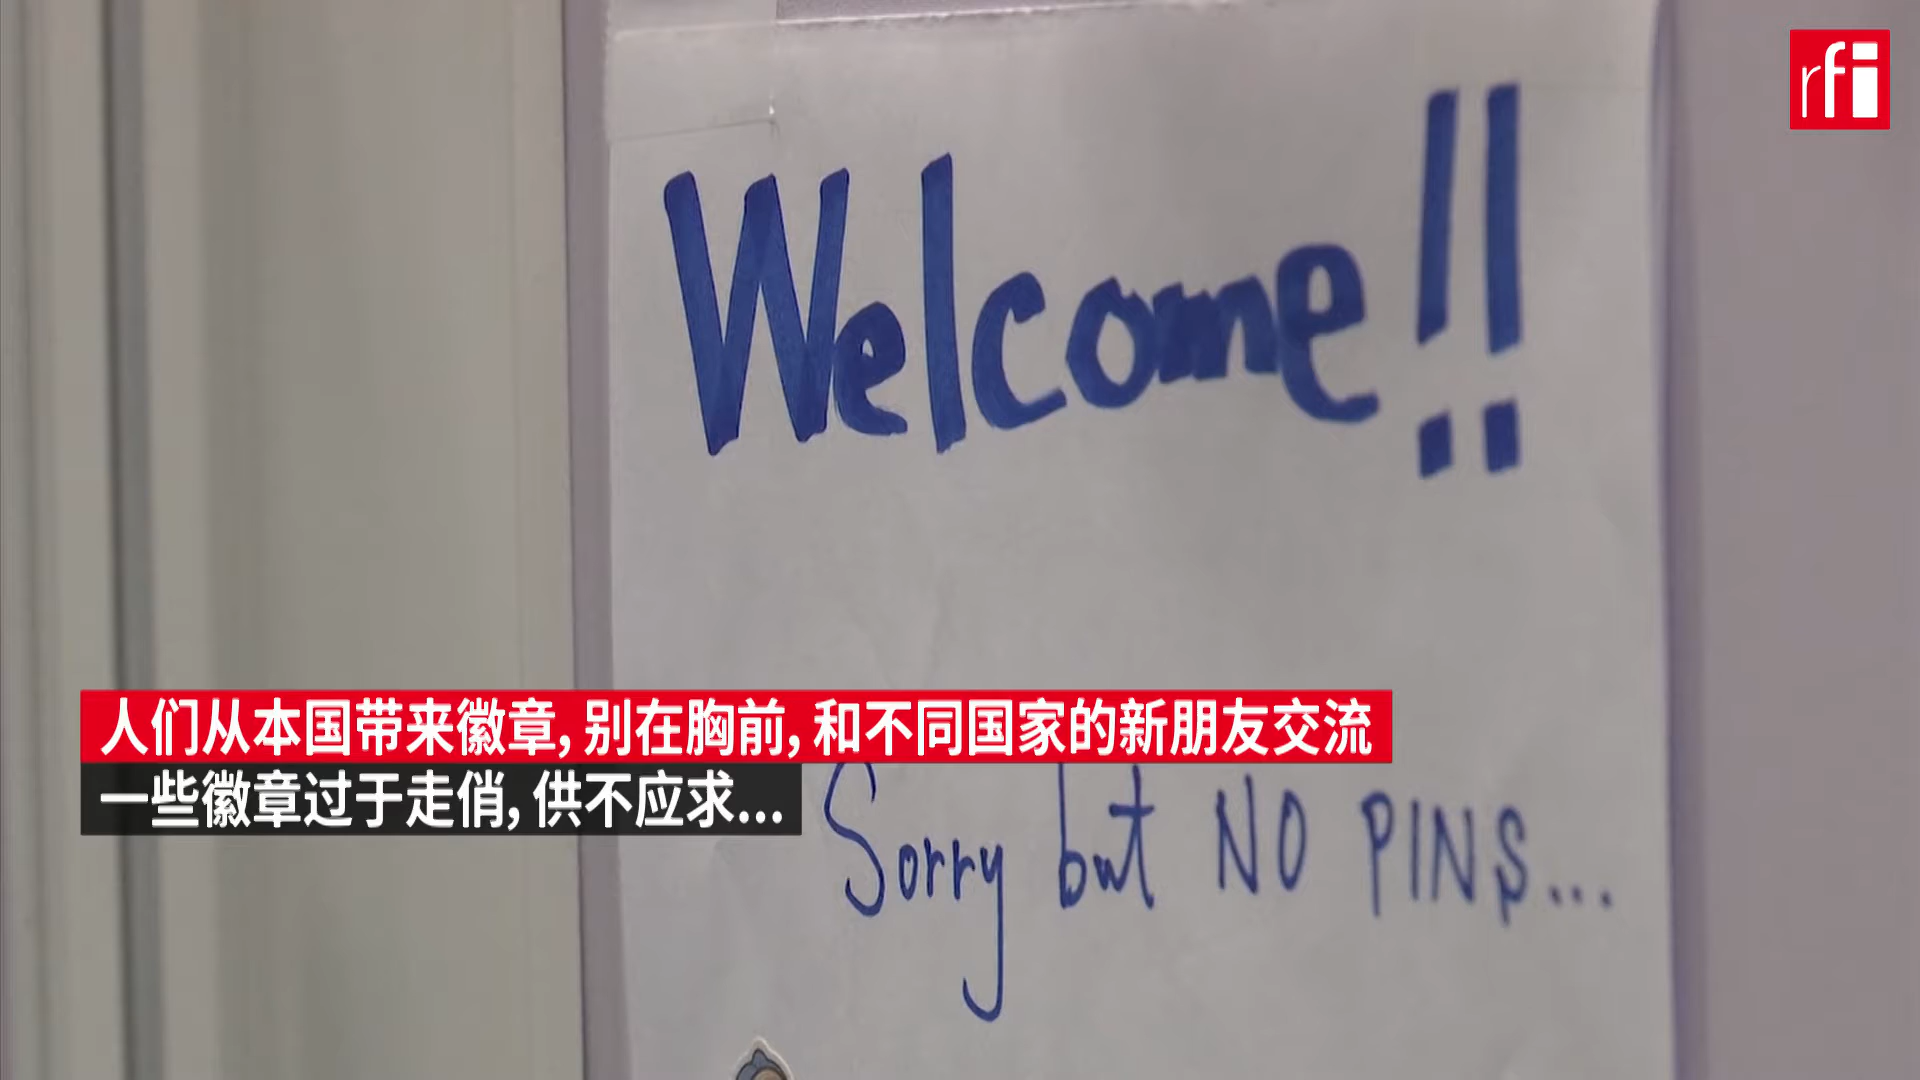 rfi
Welcome!!
人们从本国带来徽章,别在胸前,和不同国家的新朋友交流
一些徽章过于走俏,供不应求...
Sorry but NO PINS...